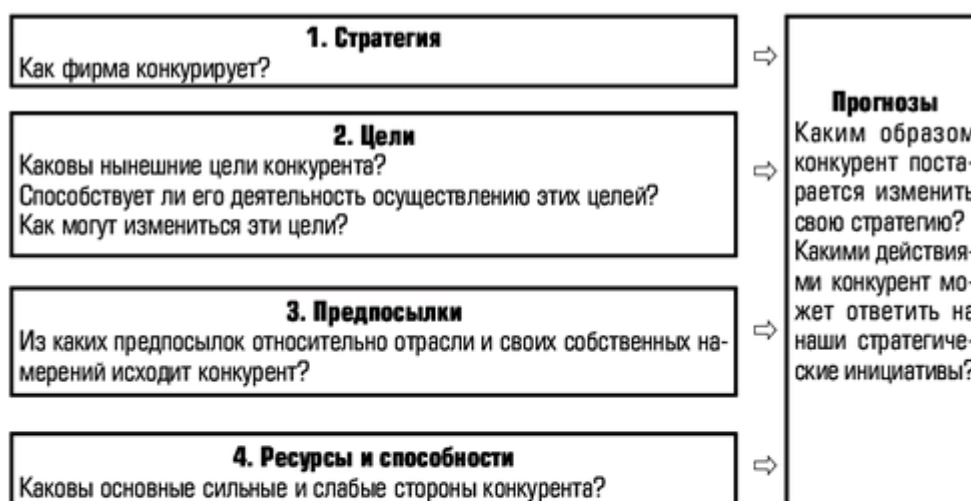 1. Стратегия
Как фирма конкурирует?
2. Цели
Каковы нынешние цели конкурента?
Способствует ли его деятельность осуществлению этих целей?
Как могут измениться эти цели?
3. Предпосылки
Из каких предпосылок относительно отрасли и своих собственных на-
мерений исходит конкурент?
4. Ресурсы и способности
Каковы основные сильные и слабые стороны конкурента?
Прогнозы
Каким образом
конкурент поста-
рается изменить
свою стратегию?
Какими действия-
ми конкурент мо-
жет ответить на
наши стратегиче-
ские инициативы?